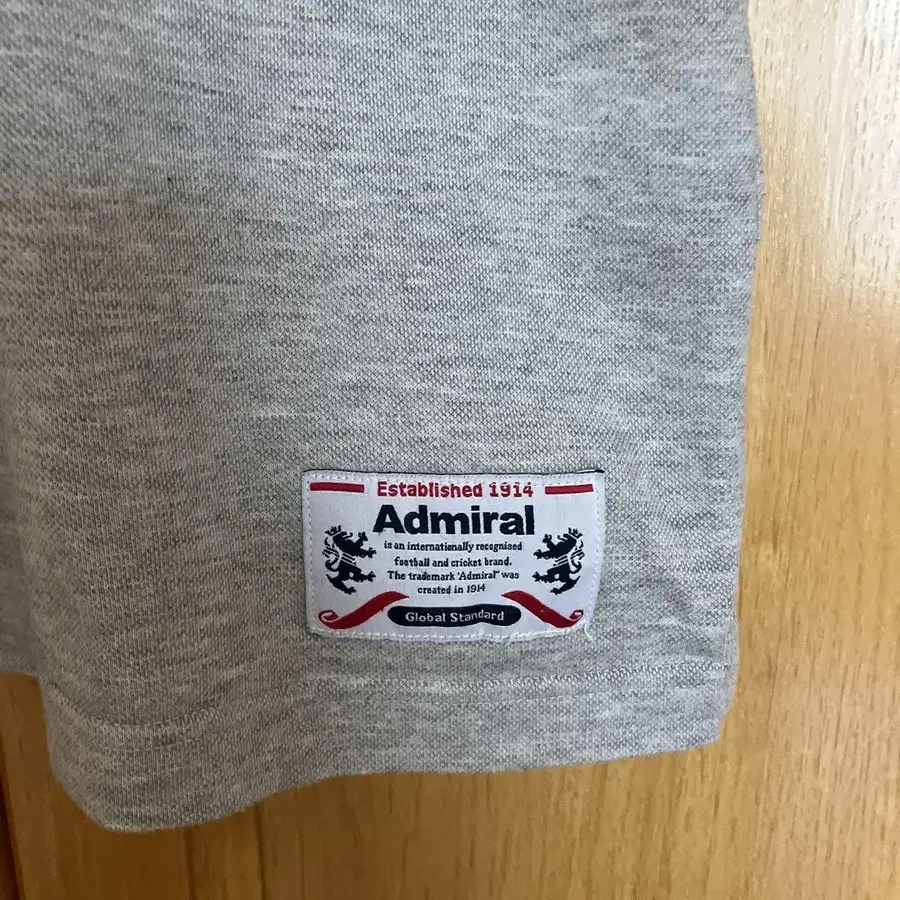 Established 1914
Admiral
is an internationally recognised
football and cricket brand.
The trademark 'Admiral' was
created in 1914
Global Standard